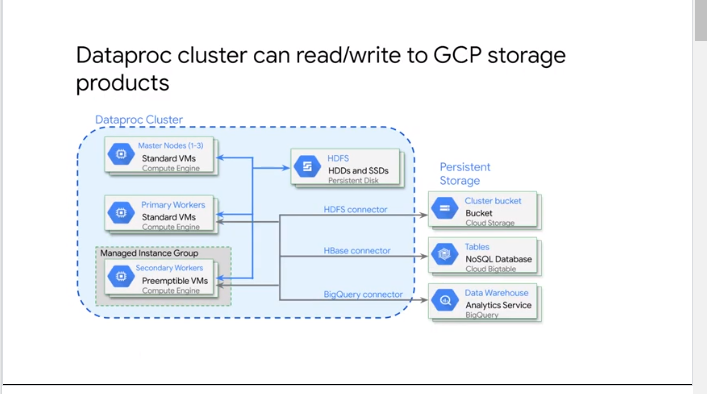 Dataproc cluster can read/write to GCP storage
products
Dataproc Cluster
Master Nodes (1-3)
Standard VMs
Compute Engine
HDFS
HDDs and SSDs
Persistent Disk
Persistent
Storage
Primary Workers
Standard VMs
Compute Engine
HDFS connector
Cluster bucket
Bucket
Cloud Storage
Managed Instance Group
Secondary Workers
Preemptible VMs
Compute Engine
HBase connector
Tables
NoSQL Database
Cloud Bigtable
BigQuery connector
Data Warehouse
Analytics Service
BigQuery